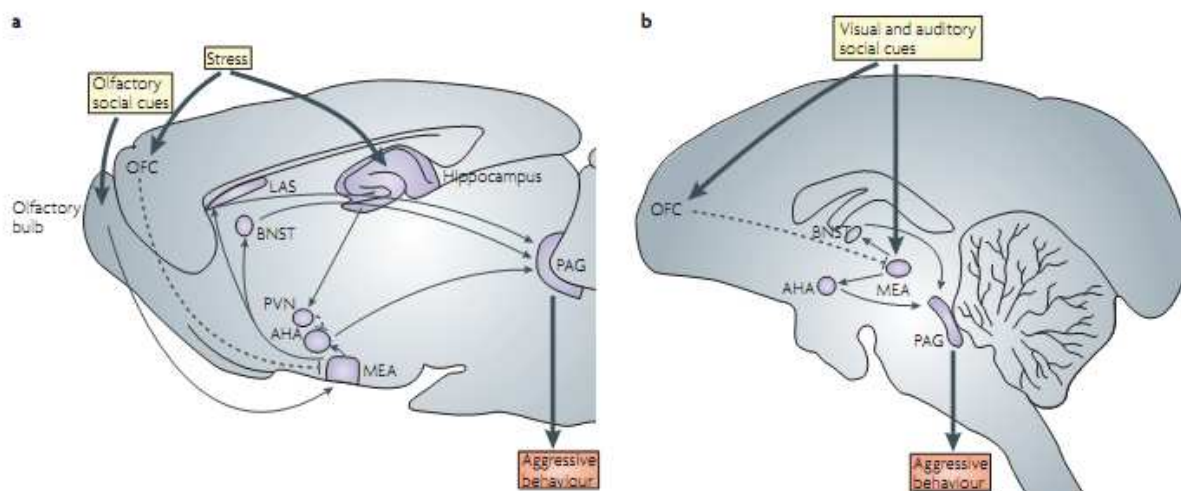 a
Stress
Olfactory
social cues
OFC
Olfactory
bulb
LAS
Hippocampus
BNST
PAG
PVN
AHA
MEA
Aggressive
behaviour
b
Visual and auditory
social cues
OFC
BNST
AHA
MEA
PAG
Aggressive
behaviour